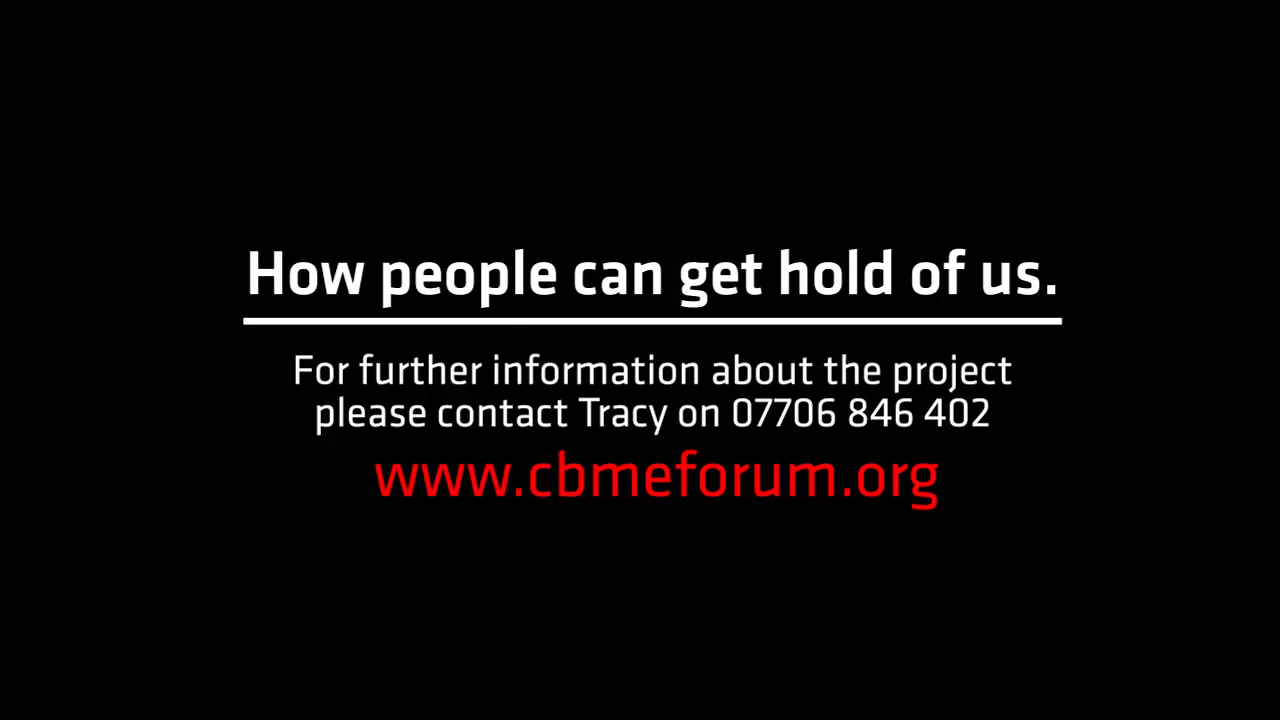 How people can get hold of us.
For further information about the project
please contact Tracy on 07706 846 402
www.cbmeforum.org